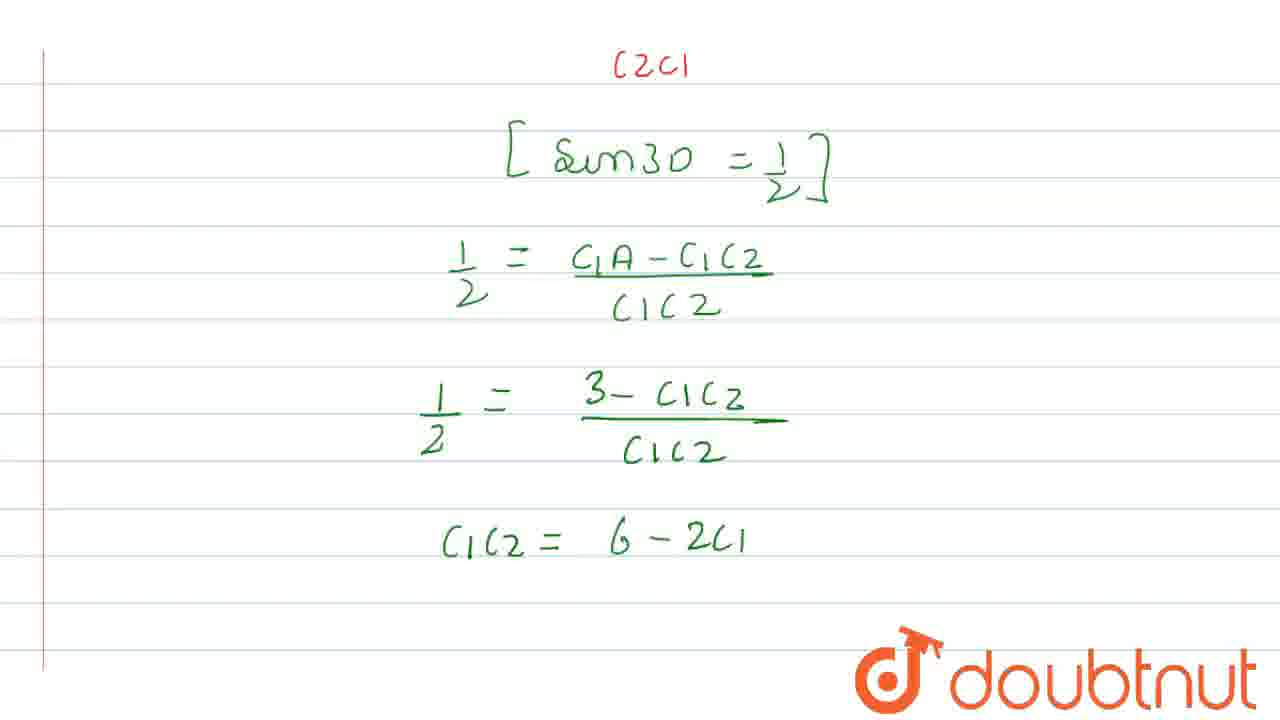 C2C1
[ Sin30 = 1/2 ]
1/2 = C1A - C1C2 / C1C2
1/2 = 3 - C1C2 / C1C2
C1C2 = 6 - 2C1
doubtnut